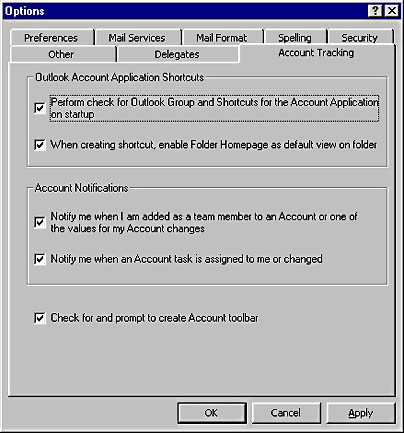 Options
Preferences
Mail Services
Mail Format
Spelling
Security
Other
Delegates
Account Tracking
Outlook Account Application Shortcuts
Perform check for Outlook Group and Shortcuts for the Account Application
on startup
When creating shortcut, enable Folder Homepage as default view on folder
Account Notifications
Notify me when I am added as a team member to an Account or one of
the values for my Account changes
Notify me when an Account task is assigned to me or changed
Check for and prompt to create Account toolbar
OK
Cancel
Apply